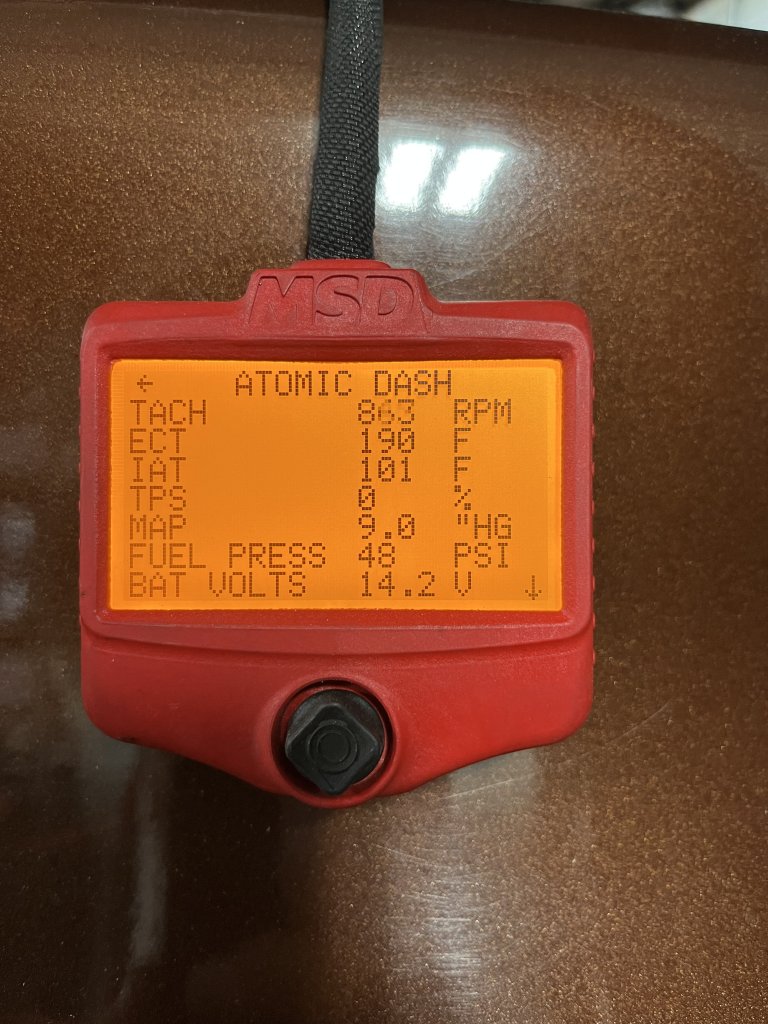 MSD
← ATOMIC DASH
TACH 863 RPM
ECT 190 F
IAT 101 F
TPS 0 %
MAP 9.0 "HG
FUEL PRESS 48 PSI
BAT VOLTS 14.2 V ↓